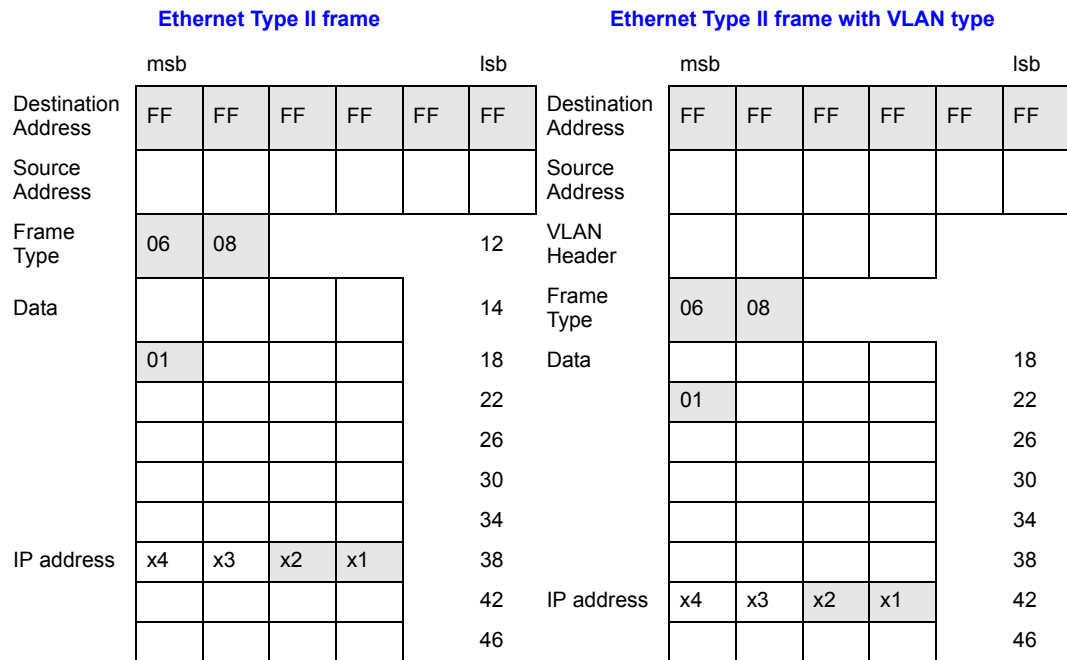 Ethernet Type II frame
msb lsb
Destination Address FF FF FF FF FF FF
Source Address
Frame Type 06 08 12
Data 14
01 18
22
26
30
34
IP address x4 x3 x2 x1 38
42
46
Ethernet Type II frame with VLAN type
msb lsb
Destination Address FF FF FF FF FF FF
Source Address
VLAN Header
Frame Type 06 08
Data 18
01 22
26
30
34
38
IP address x4 x3 x2 x1 42
46